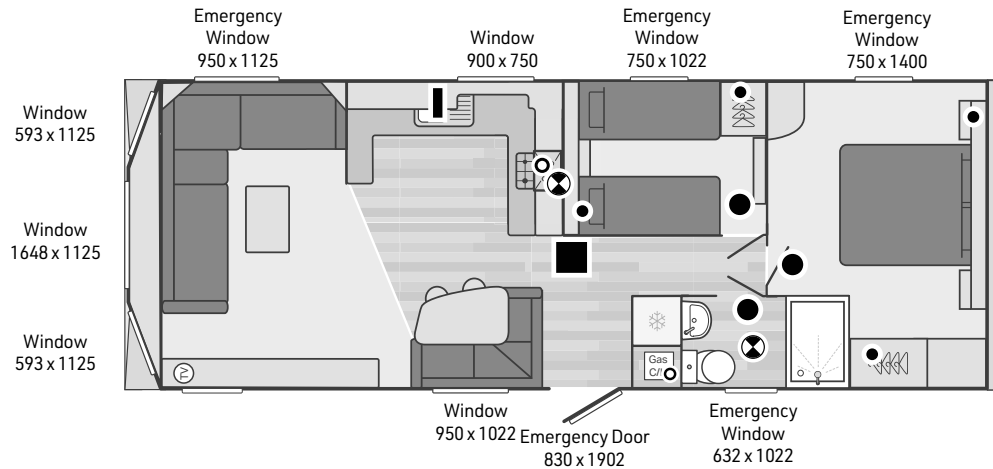 Emergency
Window
950 x 1125
Window
900 x 750
Emergency
Window
750 x 1022
Emergency
Window
750 x 1400
Window
593 x 1125
Window
1648 x 1125
Window
593 x 1125
TV
Gas
C/H
Window
950 x 1022
Emergency Door
830 x 1902
Emergency
Window
632 x 1022